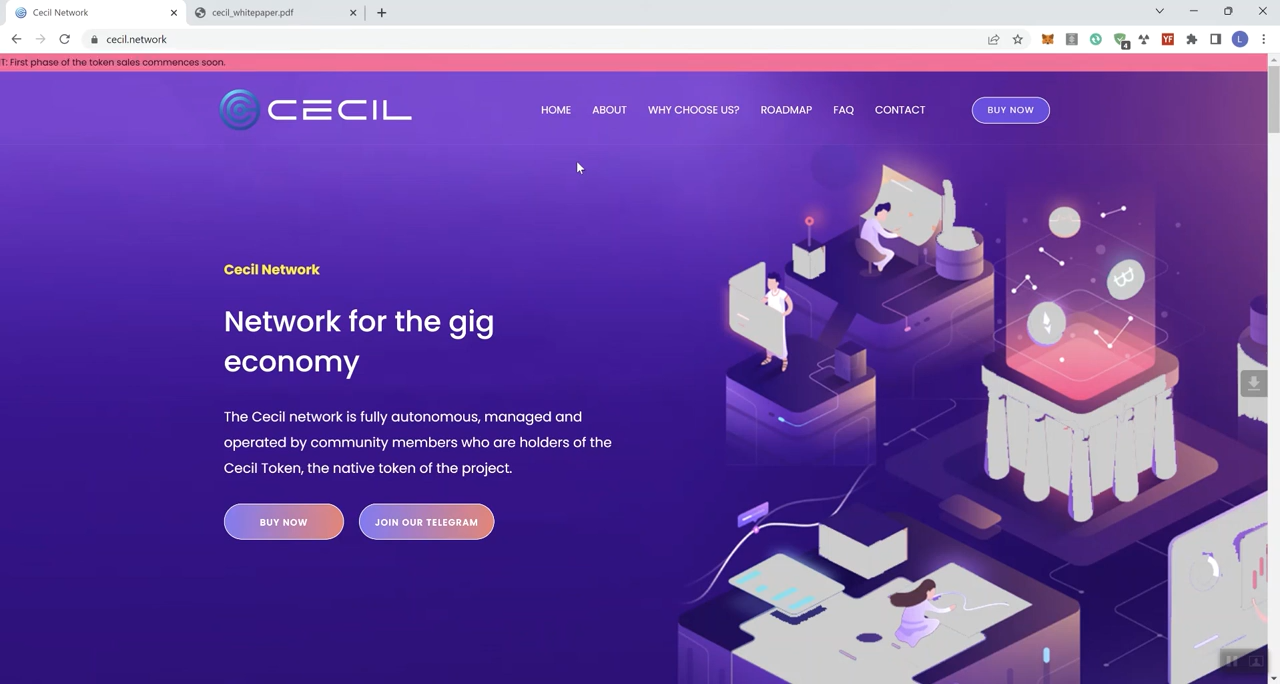 Cecil Network
cecil_whitepaper.pdf
cecil.network
4
YF
L
T: First phase of the token sales commences soon.
CECIL
HOME
ABOUT
WHY CHOOSE US?
ROADMAP
FAQ
CONTACT
BUY NOW
Cecil Network
Network for the gig
economy
The Cecil network is fully autonomous, managed and
operated by community members who are holders of the
Cecil Token, the native token of the project.
BUY NOW
JOIN OUR TELEGRAM